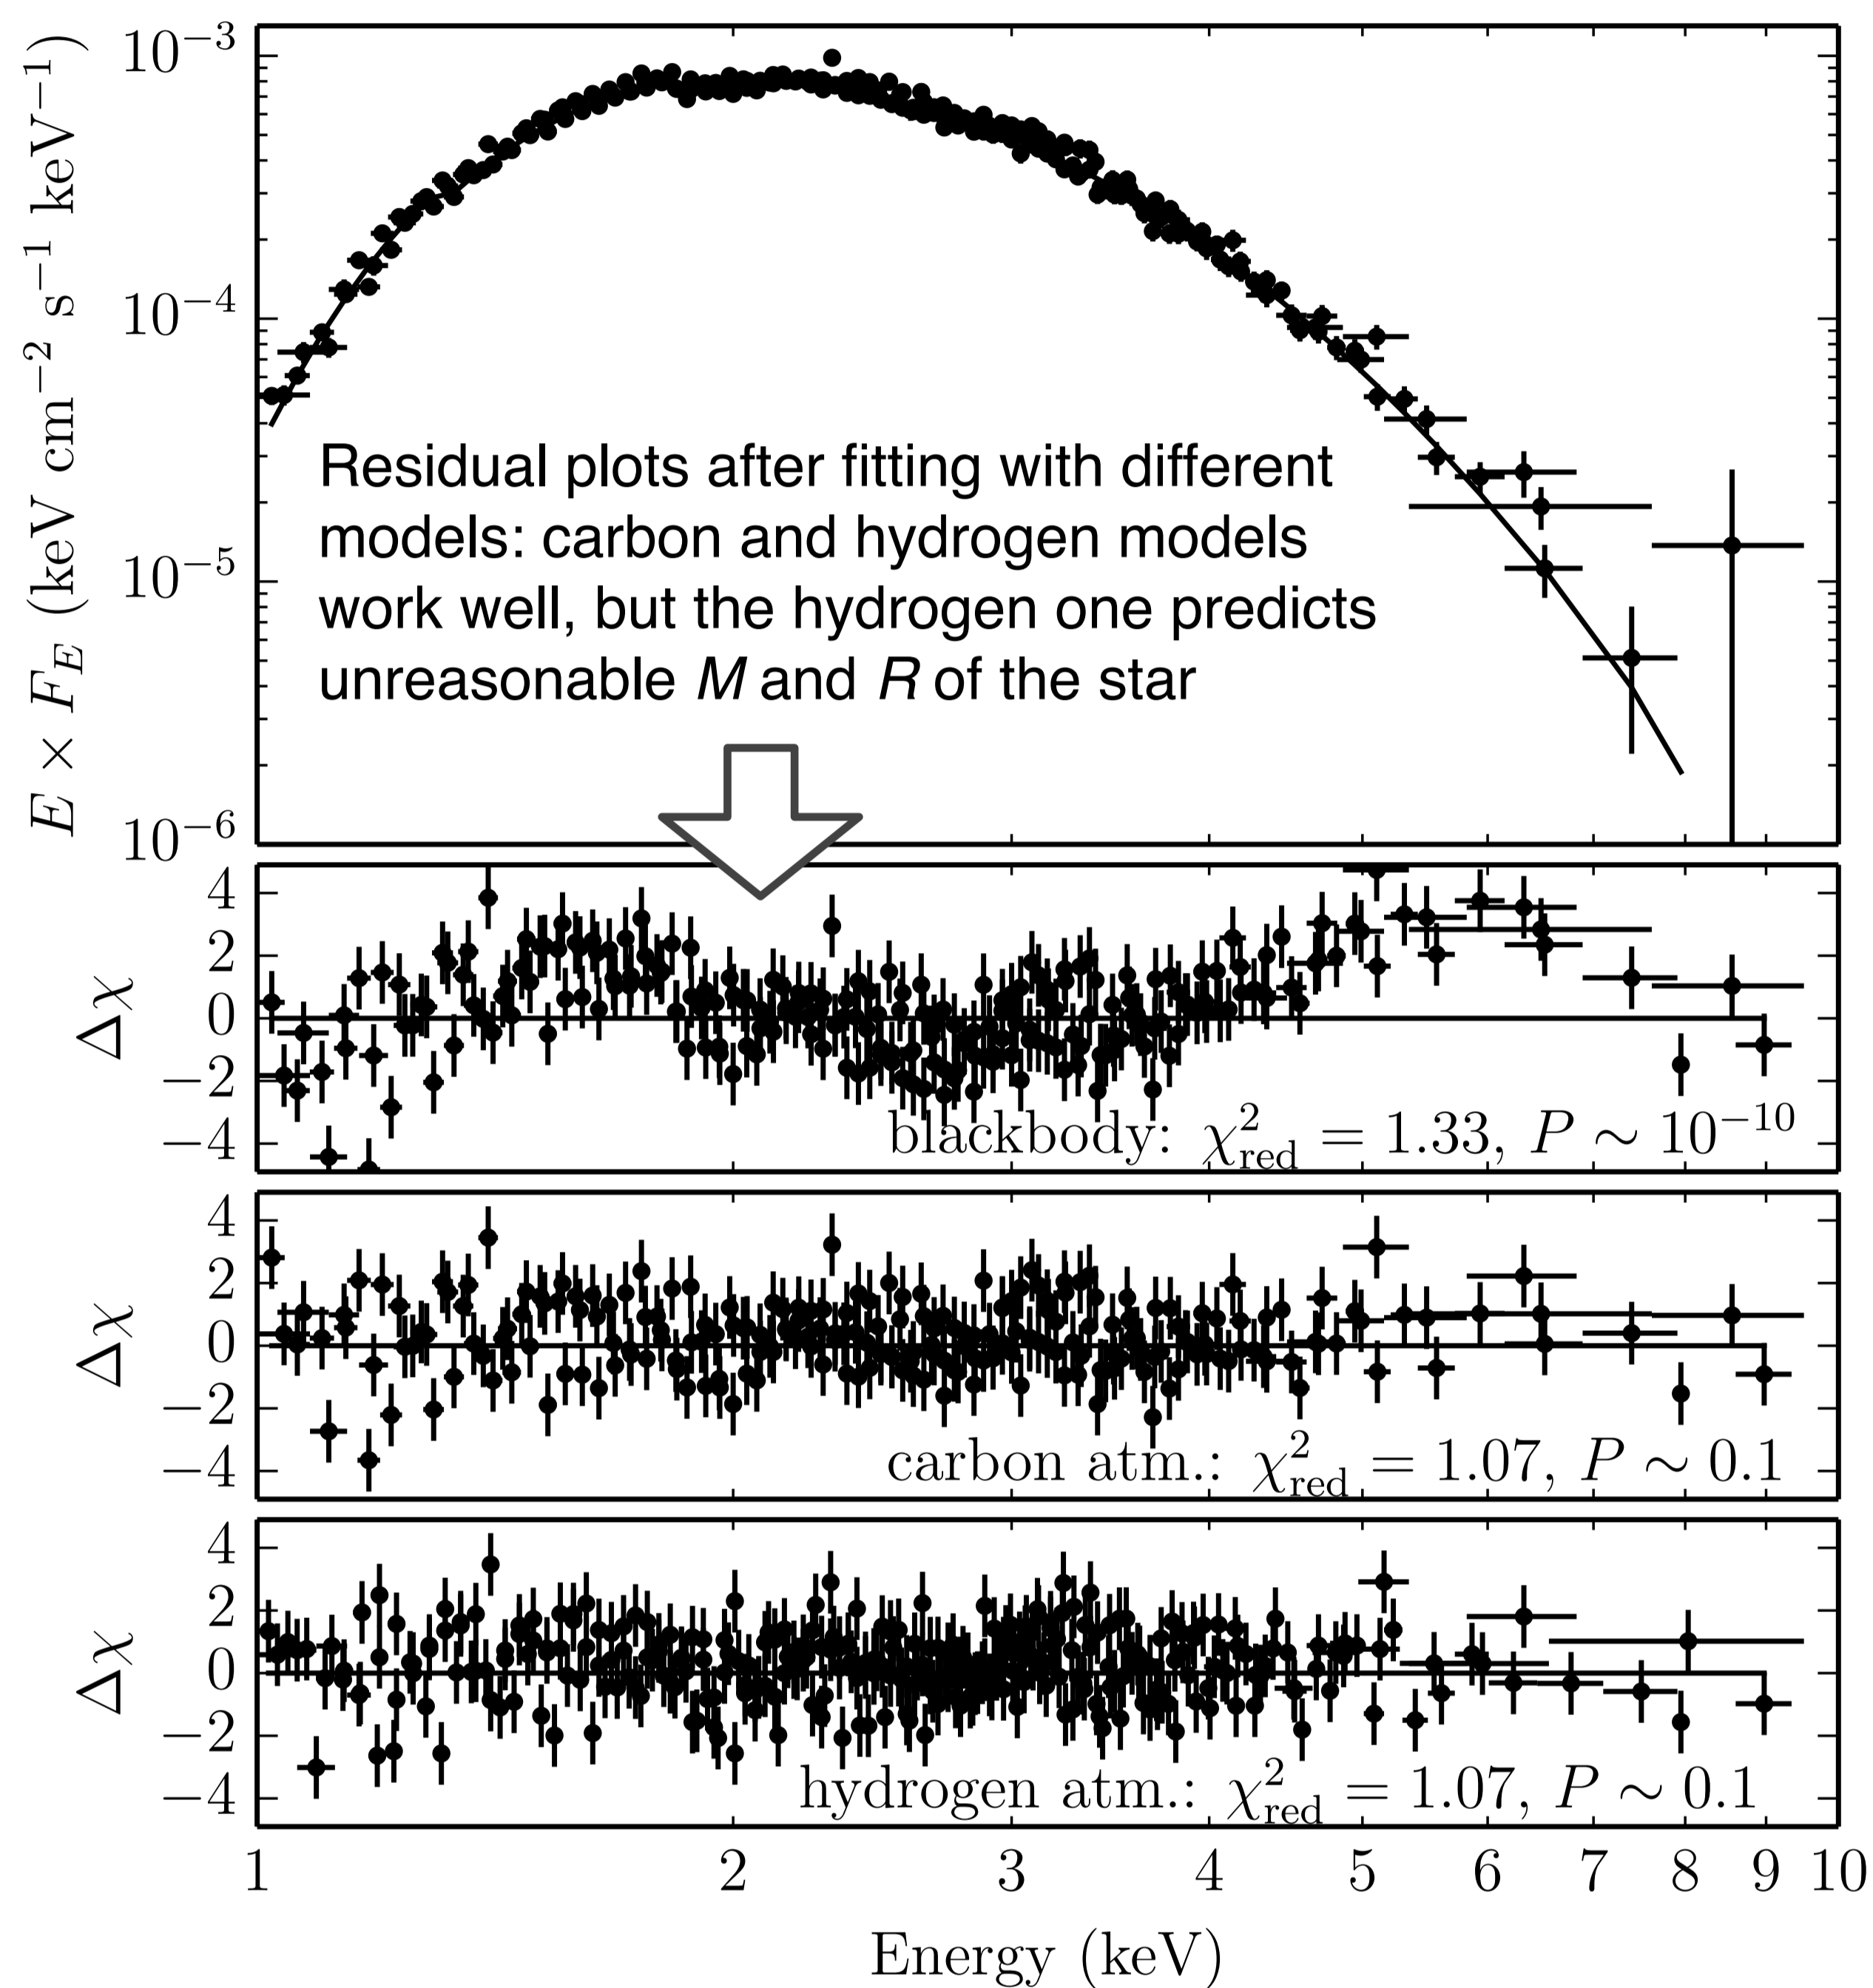 10−3
10−4
10−5
10−6
E × FE (keV cm−2 s−1 keV−1)
Residual plots after fitting with different
models: carbon and hydrogen models
work well, but the hydrogen one predicts
unreasonable M and R of the star
4
2
0
−2
−4
Δχ
blackbody: χ2red = 1.33, P ∼ 10−10
4
2
0
−2
−4
Δχ
carbon atm.: χ2red = 1.07, P ∼ 0.1
4
2
0
−2
−4
Δχ
hydrogen atm.: χ2red = 1.07, P ∼ 0.1
1 2 3 4 5 6 7 8 9 10
Energy (keV)